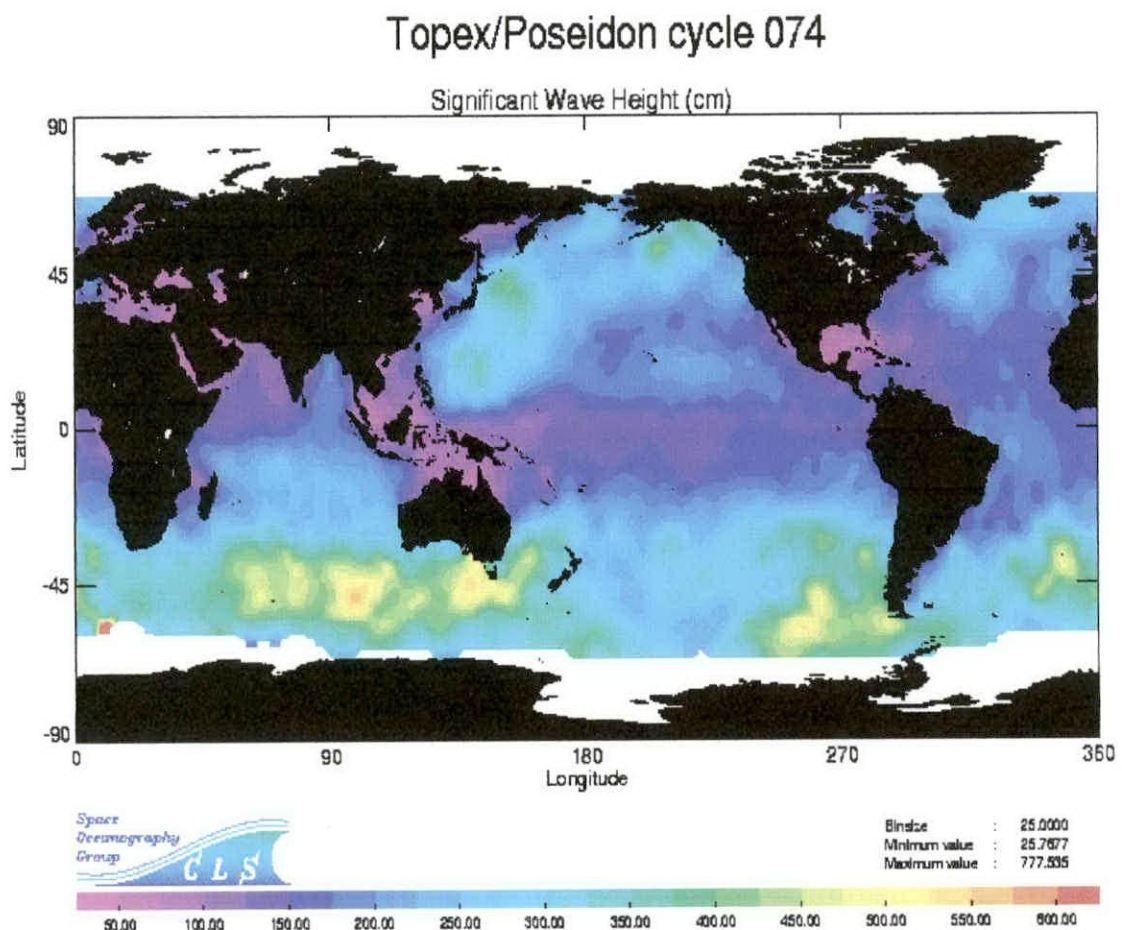 Topex/Poseidon cycle 074
Significant Wave Height (cm)
90
45
0
-45
-90
Latitude
0 90 180 270 360
Longitude
Space
Oceanography
Group
CLS
Binsize : 25.0000
Minimum value : 25.7677
Maximum value : 777.535
50.00 100.00 150.00 200.00 250.00 300.00 350.00 400.00 450.00 500.00 550.00 600.00